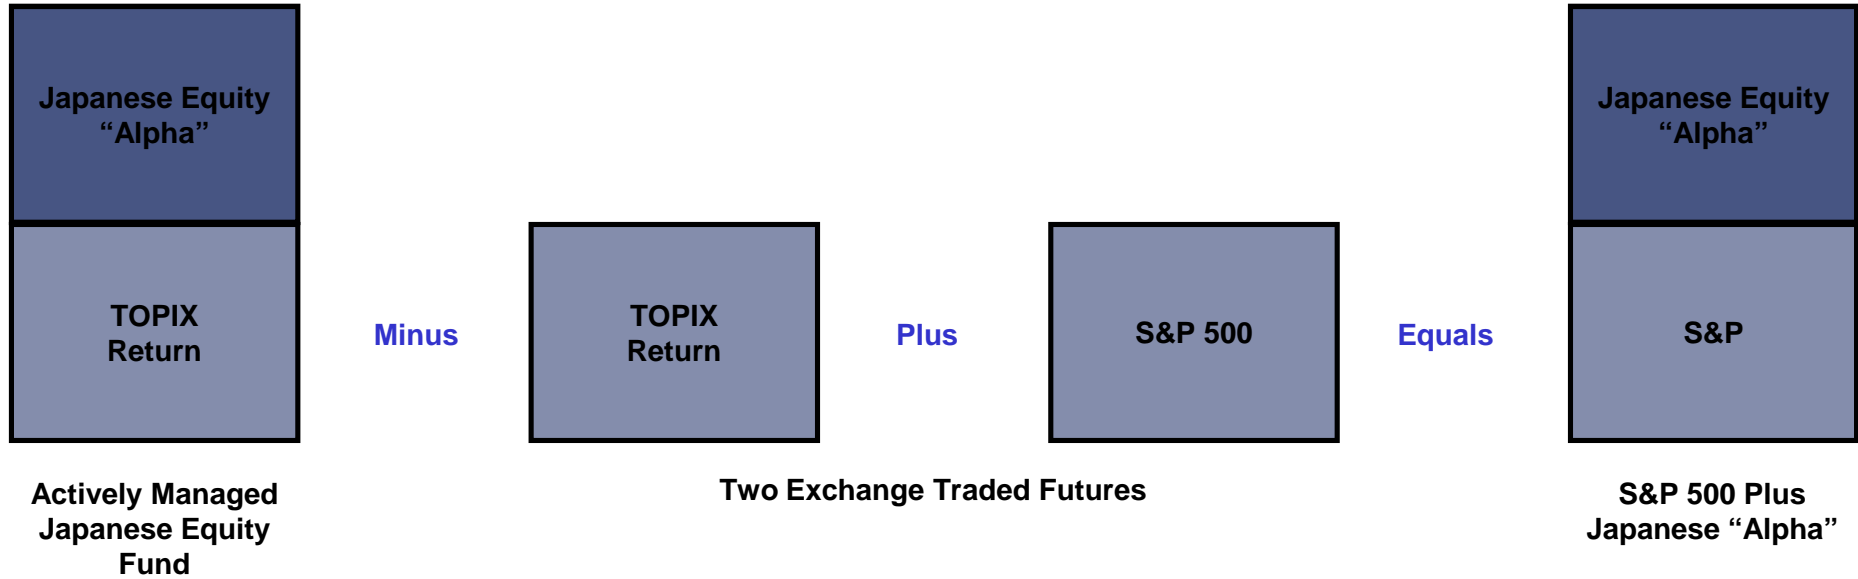 Japanese Equity
“Alpha”
TOPIX
Return
Actively Managed
Japanese Equity
Fund
Minus
TOPIX
Return
Plus
S&P 500
Two Exchange Traded Futures
Equals
Japanese Equity
“Alpha”
S&P
S&P 500 Plus
Japanese “Alpha”